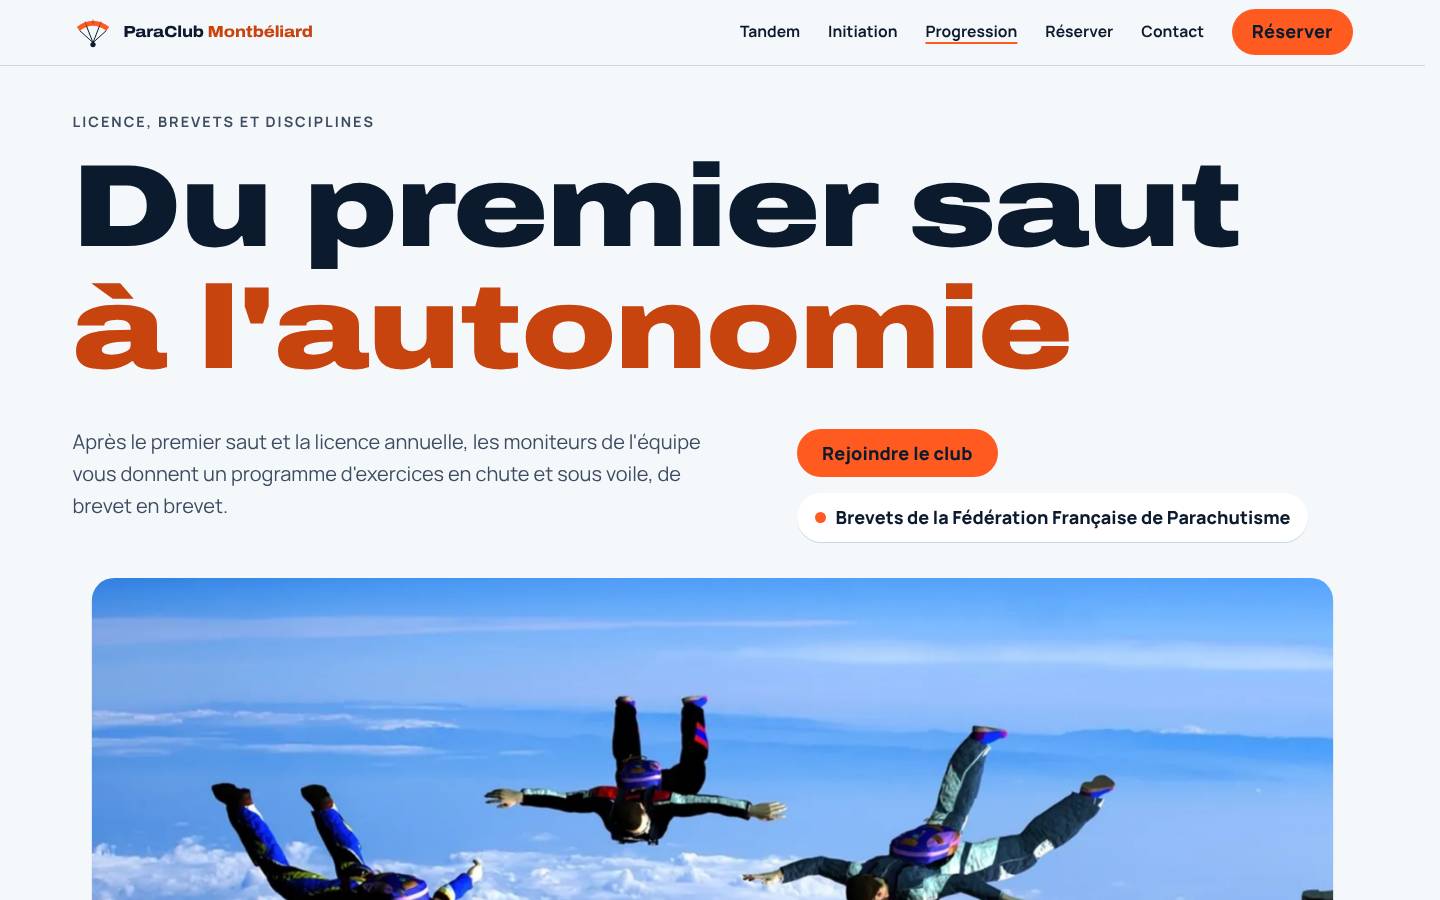 ParaClub Montbéliard
Tandem
Initiation
Progression
Réserver
Contact
Réserver
LICENCE, BREVETS ET DISCIPLINES
Du premier saut
à l'autonomie
Après le premier saut et la licence annuelle, les moniteurs de l'équipe
vous donnent un programme d'exercices en chute et sous voile, de
brevet en brevet.
Rejoindre le club
Brevets de la Fédération Française de Parachutisme